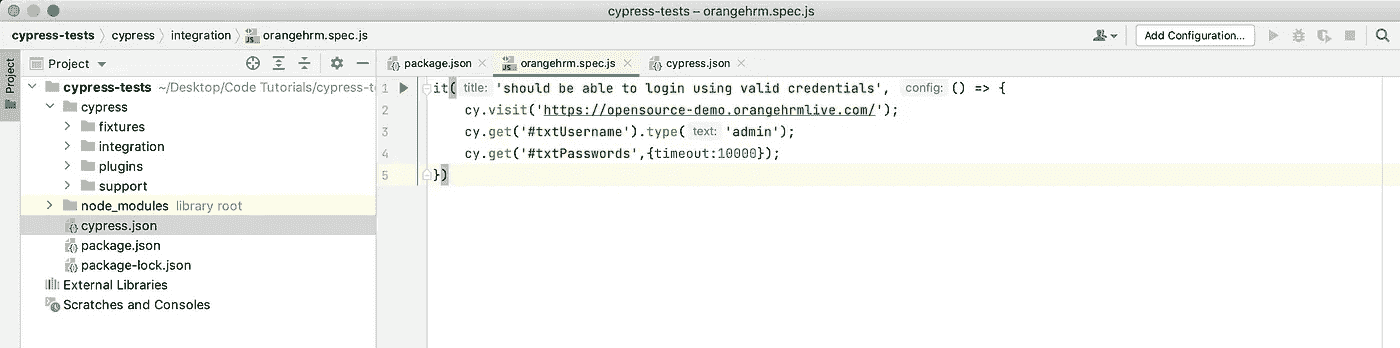 cypress-tests – orangehrm.spec.js
cypress-tests cypress integration orangehrm.spec.js Add Configuration...
Project
Project
package.json orangehrm.spec.js cypress.json
cypress-tests ~/Desktop/Code Tutorials/cypress-t
cypress
fixtures
integration
plugins
support
node_modules library root
cypress.json
package.json
package-lock.json
External Libraries
Scratches and Consoles
1 it( title: 'should be able to login using valid credentials', config: () => {
2 cy.visit('https://opensource-demo.orangehrmlive.com/');
3 cy.get('#txtUsername').type( text: 'admin');
4 cy.get('#txtPasswords',{timeout:10000});
5 })